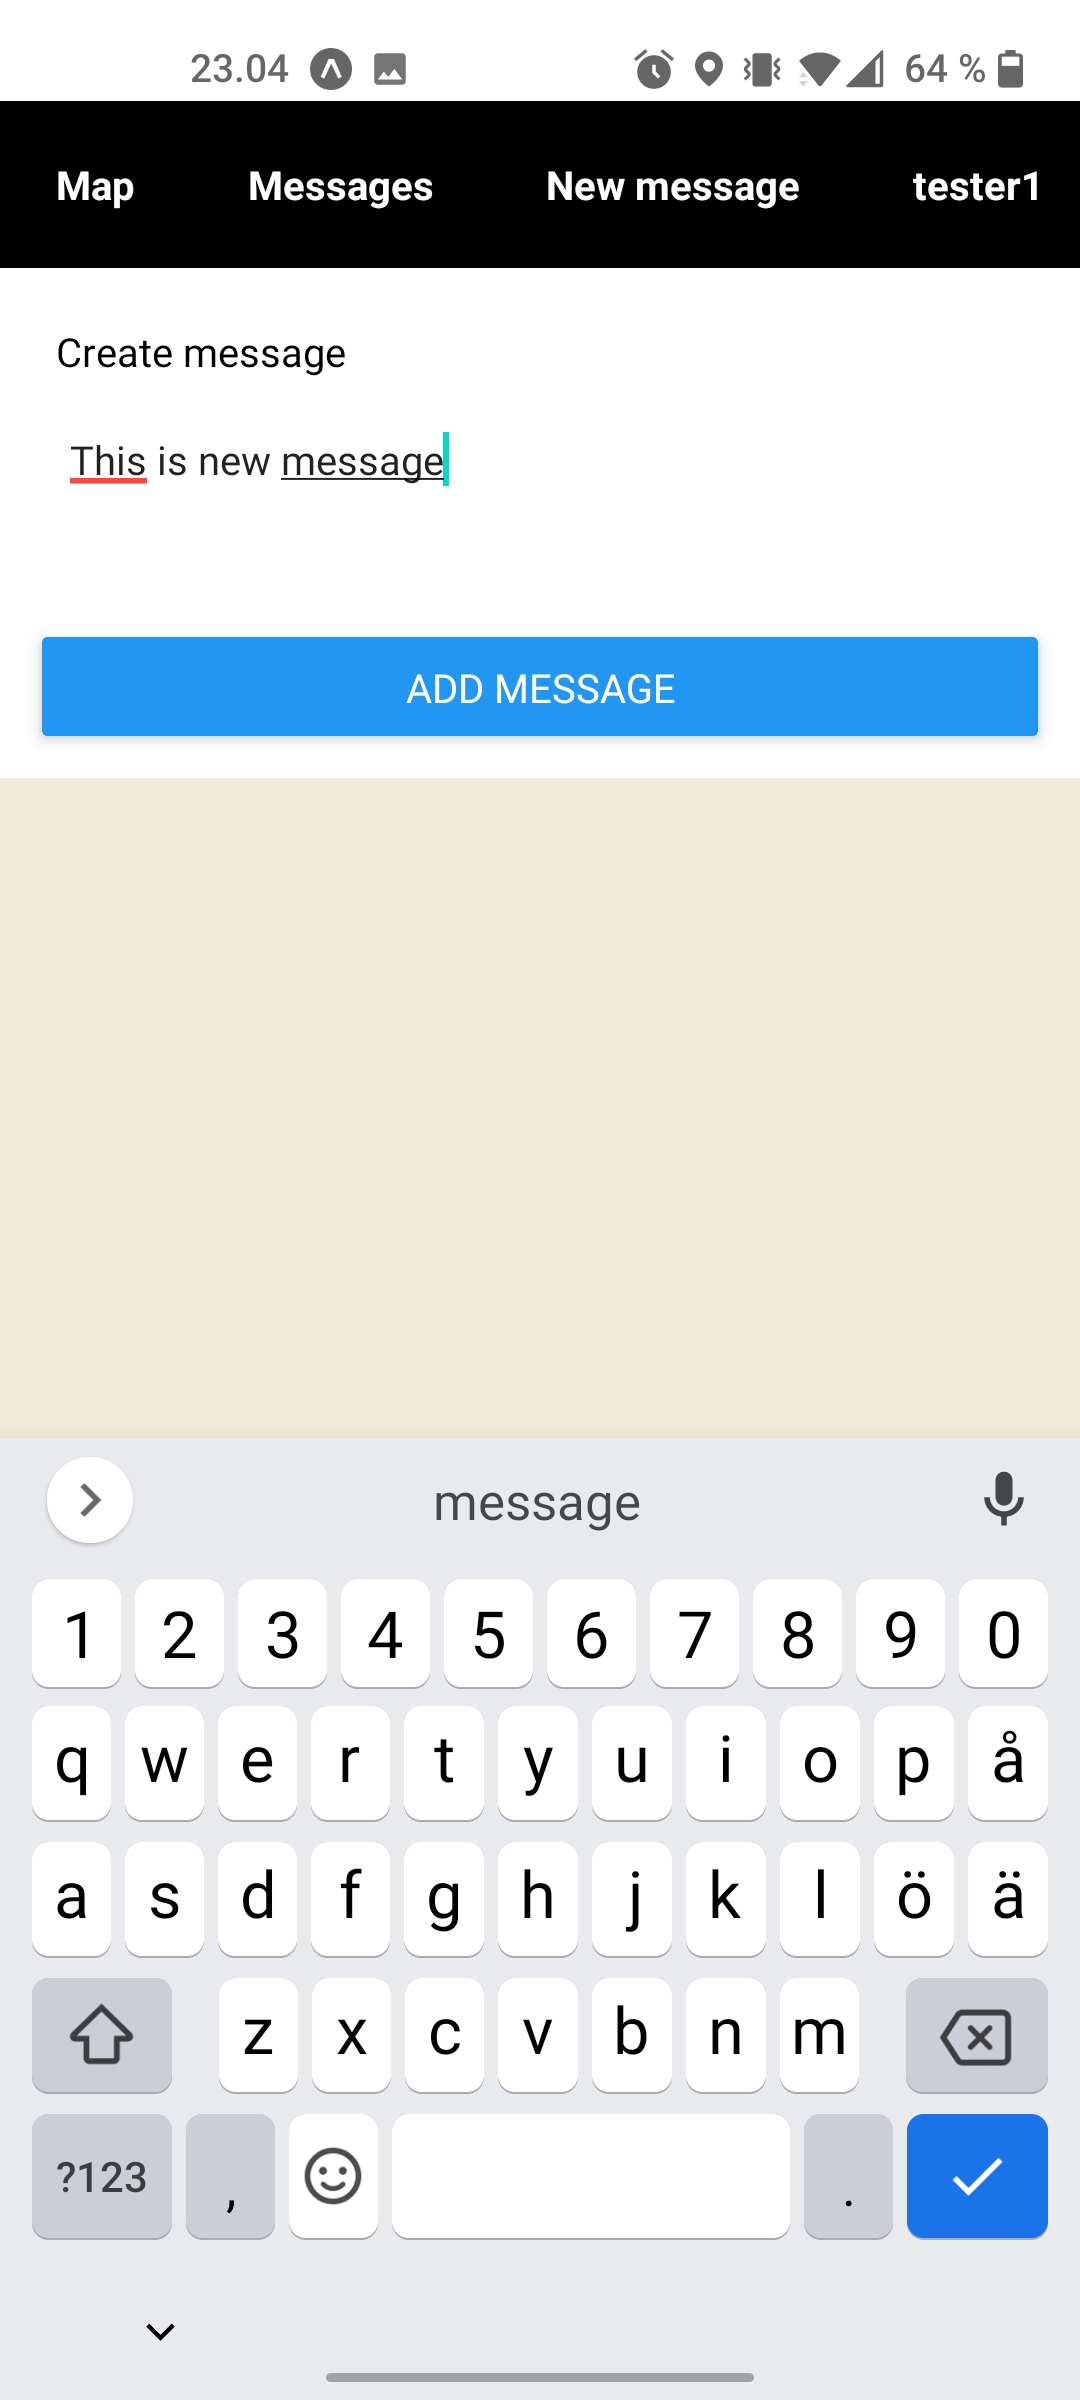 23.04 64 %
Map Messages New message tester1
Create message
This is new message
ADD MESSAGE
message
1 2 3 4 5 6 7 8 9 0
q w e r t y u i o p å
a s d f g h j k l ö ä
z x c v b n m
?123 , .